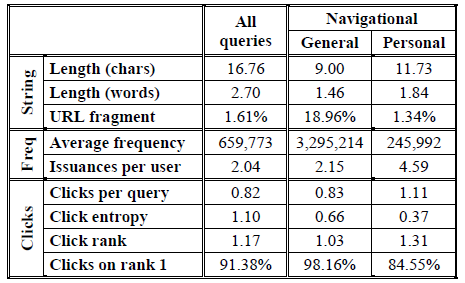 All queries Navigational
General Personal
String
Length (chars) 16.76 9.00 11.73
Length (words) 2.70 1.46 1.84
URL fragment 1.61% 18.96% 1.34%
Freq
Average frequency 659,773 3,295,214 245,992
Issuances per user 2.04 2.15 4.59
Clicks
Clicks per query 0.82 0.83 1.11
Click entropy 1.10 0.66 0.37
Click rank 1.17 1.03 1.31
Clicks on rank 1 91.38% 98.16% 84.55%